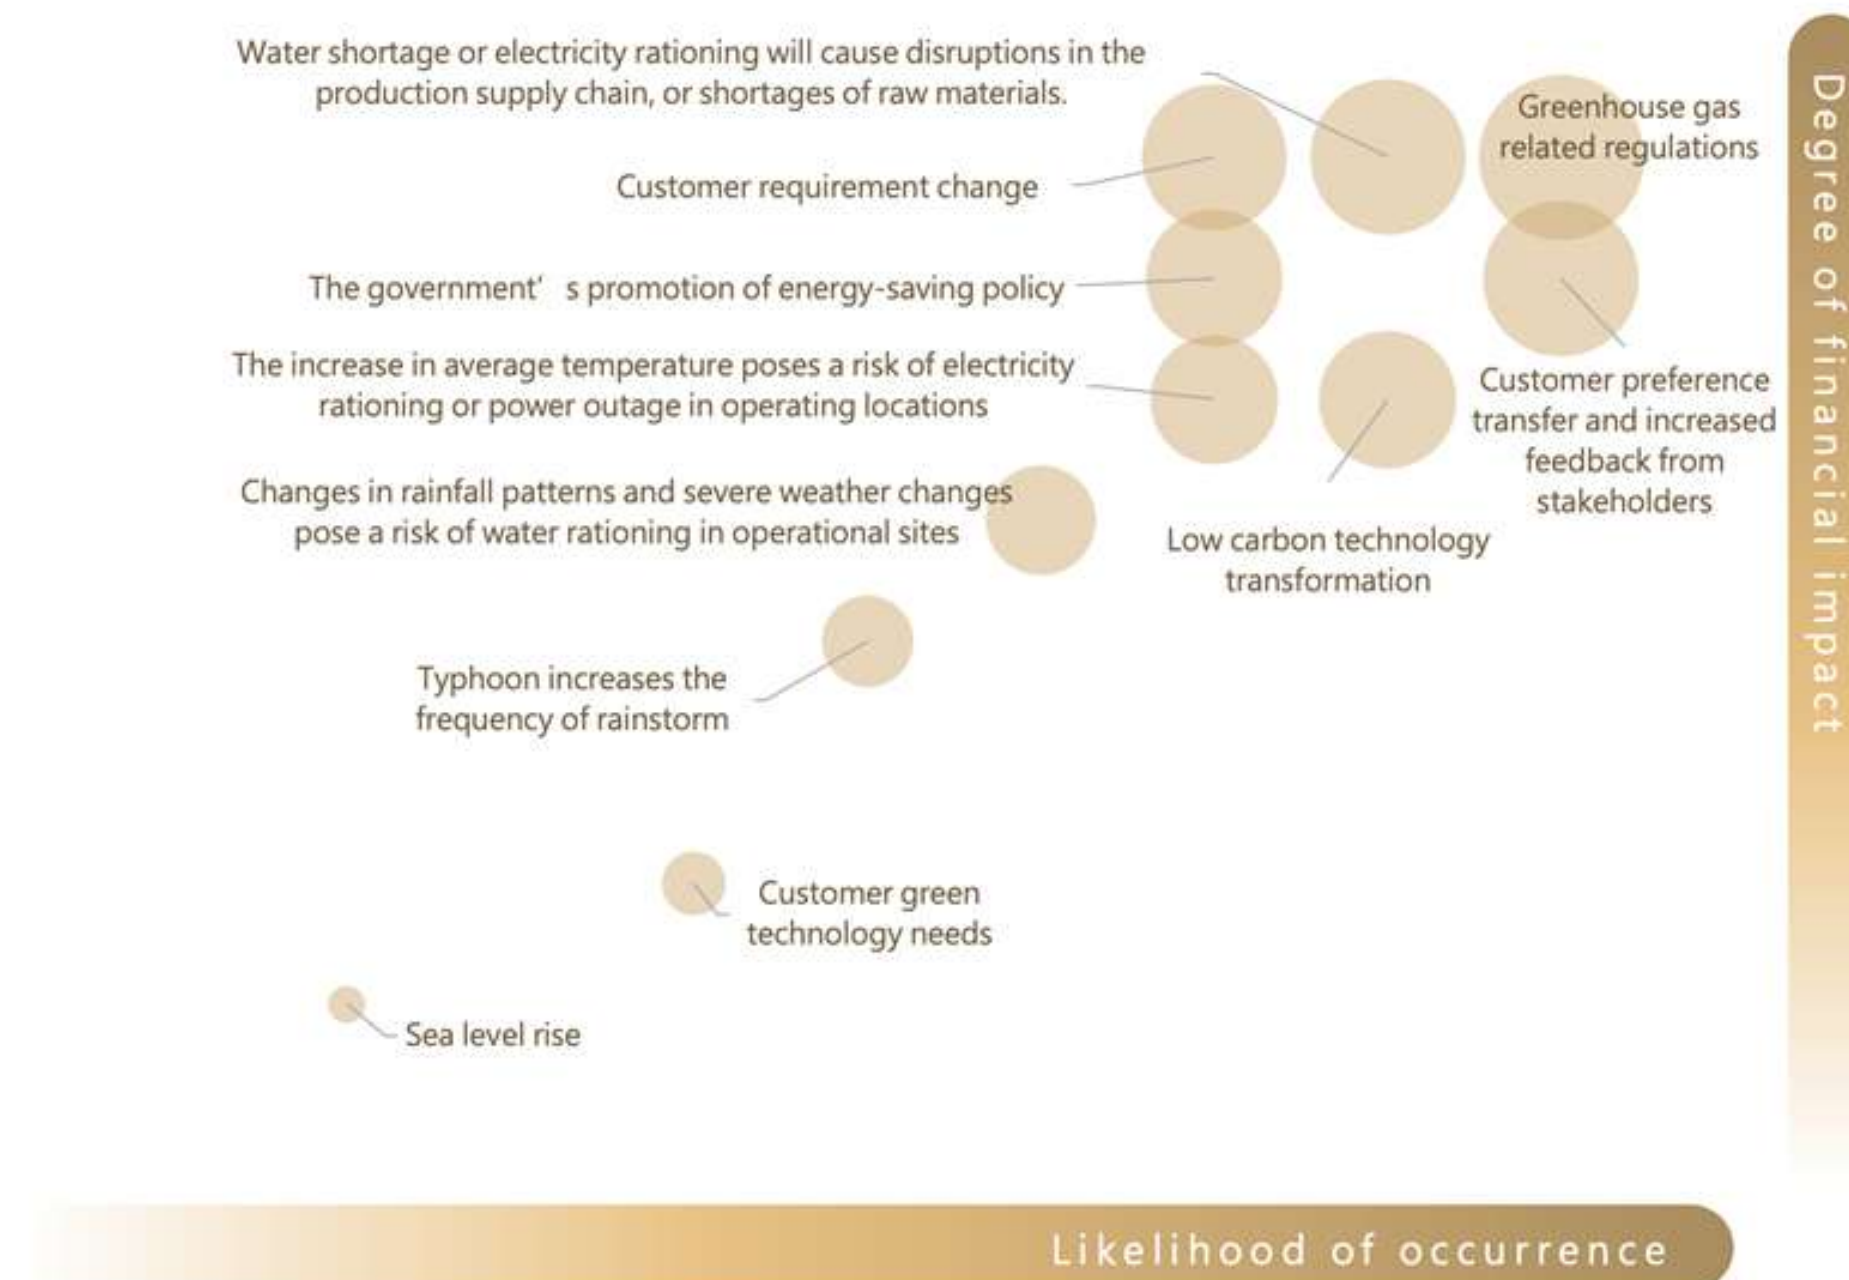 Water shortage or electricity rationing will cause disruptions in the
production supply chain, or shortages of raw materials.
Greenhouse gas
related regulations
Customer requirement change
The government’ s promotion of energy-saving policy
The increase in average temperature poses a risk of electricity
rationing or power outage in operating locations
Customer preference
transfer and increased
feedback from
stakeholders
Changes in rainfall patterns and severe weather changes
pose a risk of water rationing in operational sites
Low carbon technology
transformation
Typhoon increases the
frequency of rainstorm
Customer green
technology needs
Sea level rise
Degree of financial impact
Likelihood of occurrence